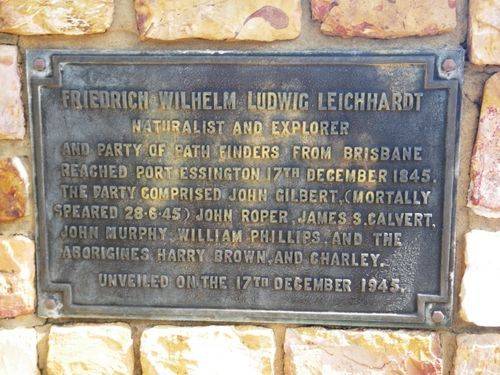 FRIEDRICH WILHELM LUDWIG LEICHHARDT
NATURALIST AND EXPLORER
AND PARTY OF PATH FINDERS FROM BRISBANE
REACHED PORT ESSINGTON 17TH DECEMBER 1845.
THE PARTY COMPRISED JOHN GILBERT, (MORTALLY
SPEARED 28·6·45) JOHN ROPER, JAMES S. CALVERT,
JOHN MURPHY, WILLIAM PHILLIPS, AND THE
ABORIGINES HARRY BROWN, AND CHARLEY.
UNVEILED ON THE 17TH DECEMBER 1945.